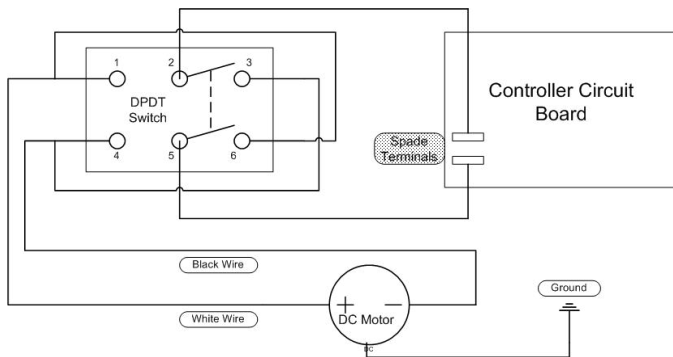 1
2
3
DPDT
Switch
4
5
6
Controller Circuit
Board
Spade
Terminals
Black Wire
White Wire
+
−
DC Motor
DC
Ground